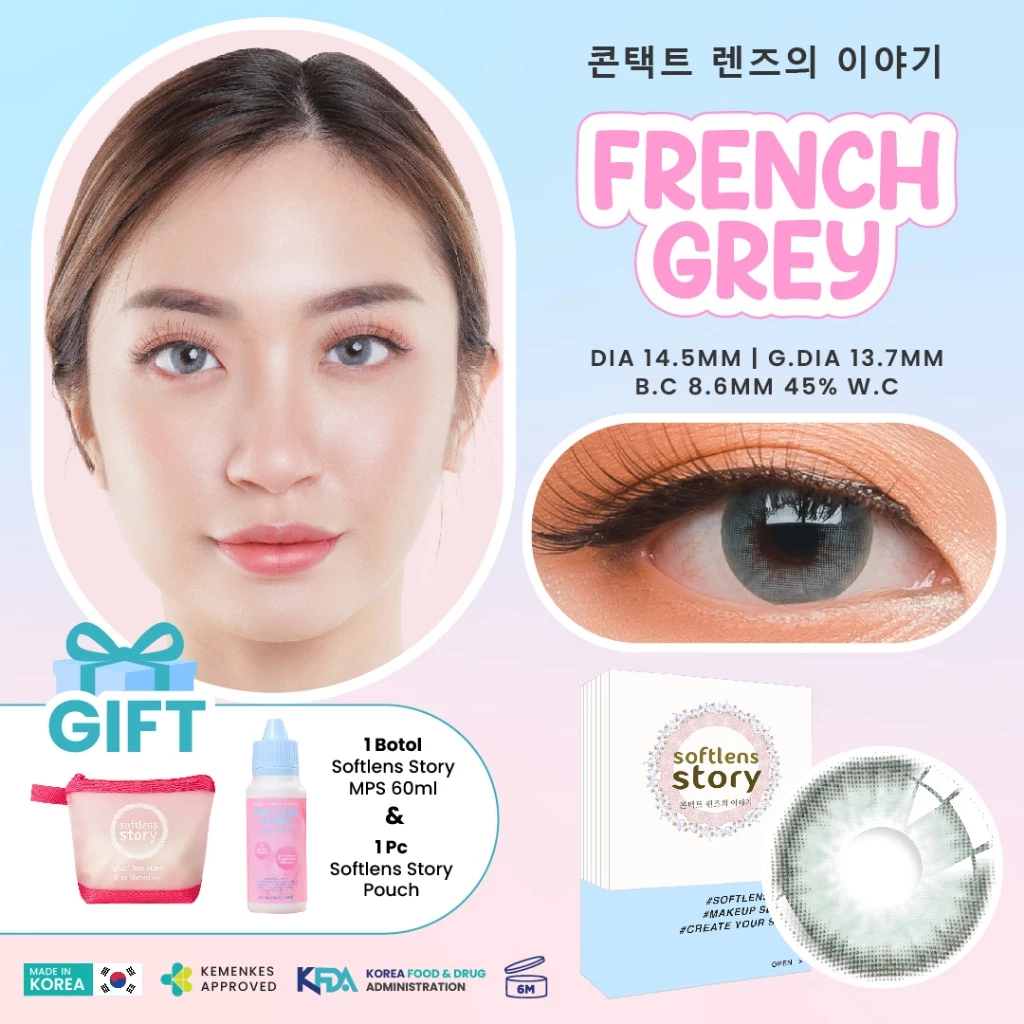 콘택트 렌즈의 이야기
FRENCH
GREY
DIA 14.5MM | G.DIA 13.7MM
B.C 8.6MM 45% W.C
GIFT
softlens
story
1 Botol
Softlens Story
MPS 60ml
&
1 Pc
Softlens Story
Pouch
softlens
story
콘택트 렌즈의 이야기
#SOFTLENS
#MAKEUP
#CREATE YOUR
OPEN
MADE IN
KOREA
KEMENKES
APPROVED
KFDA
KOREA FOOD & DRUG
ADMINISTRATION
6M